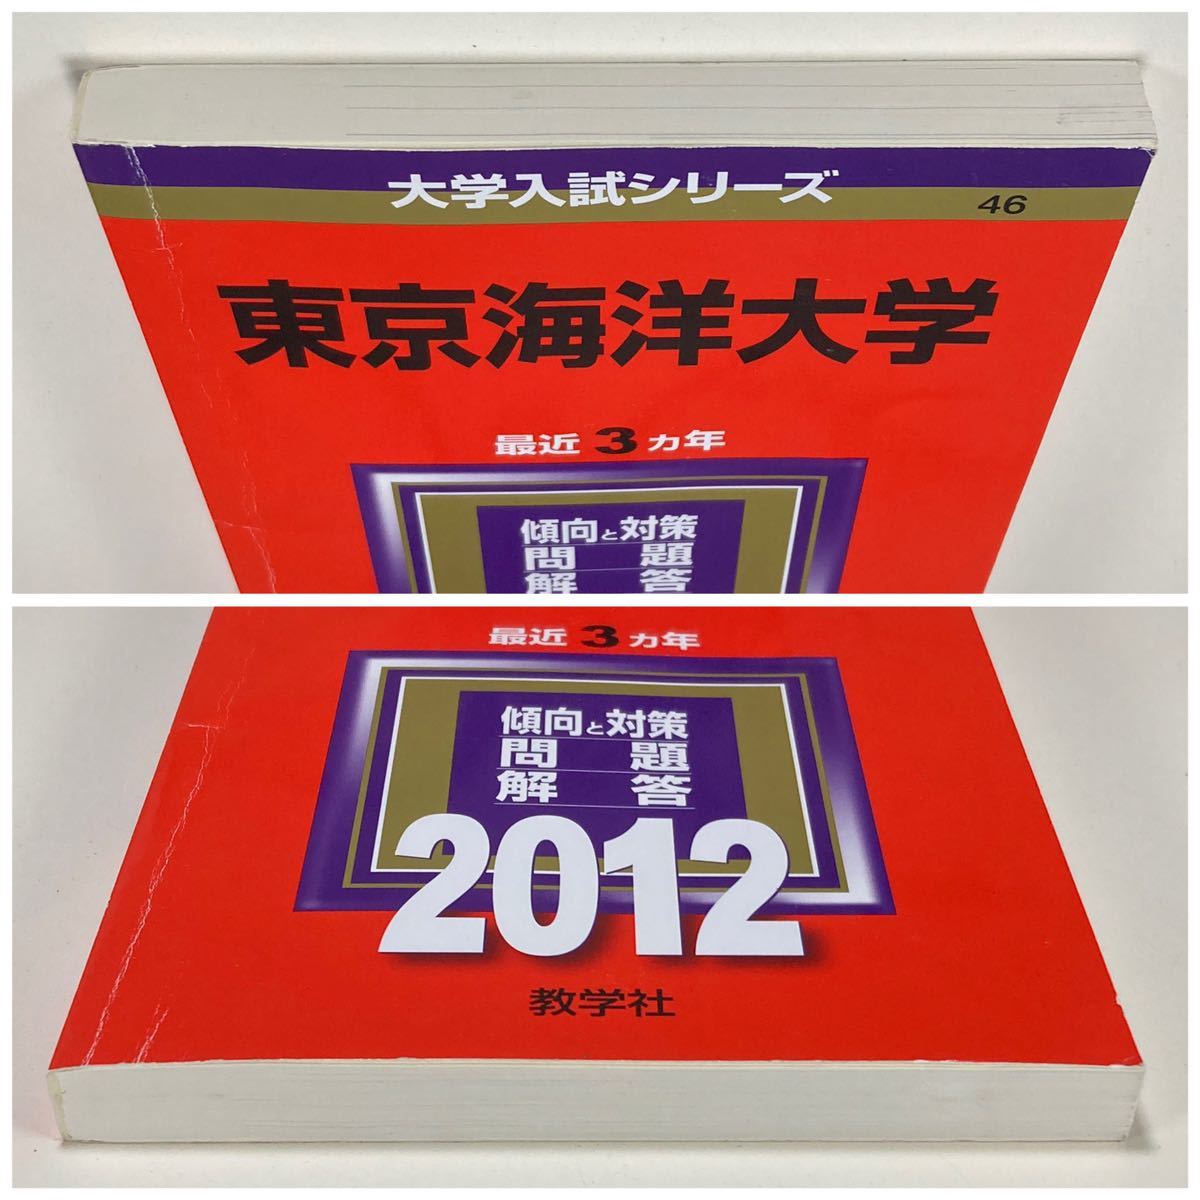 大学入試シリーズ
46
東京海洋大学
最近3ヵ年
傾向と対策
問題
解答
最近3ヵ年
傾向と対策
問題
解答
2012
教学社